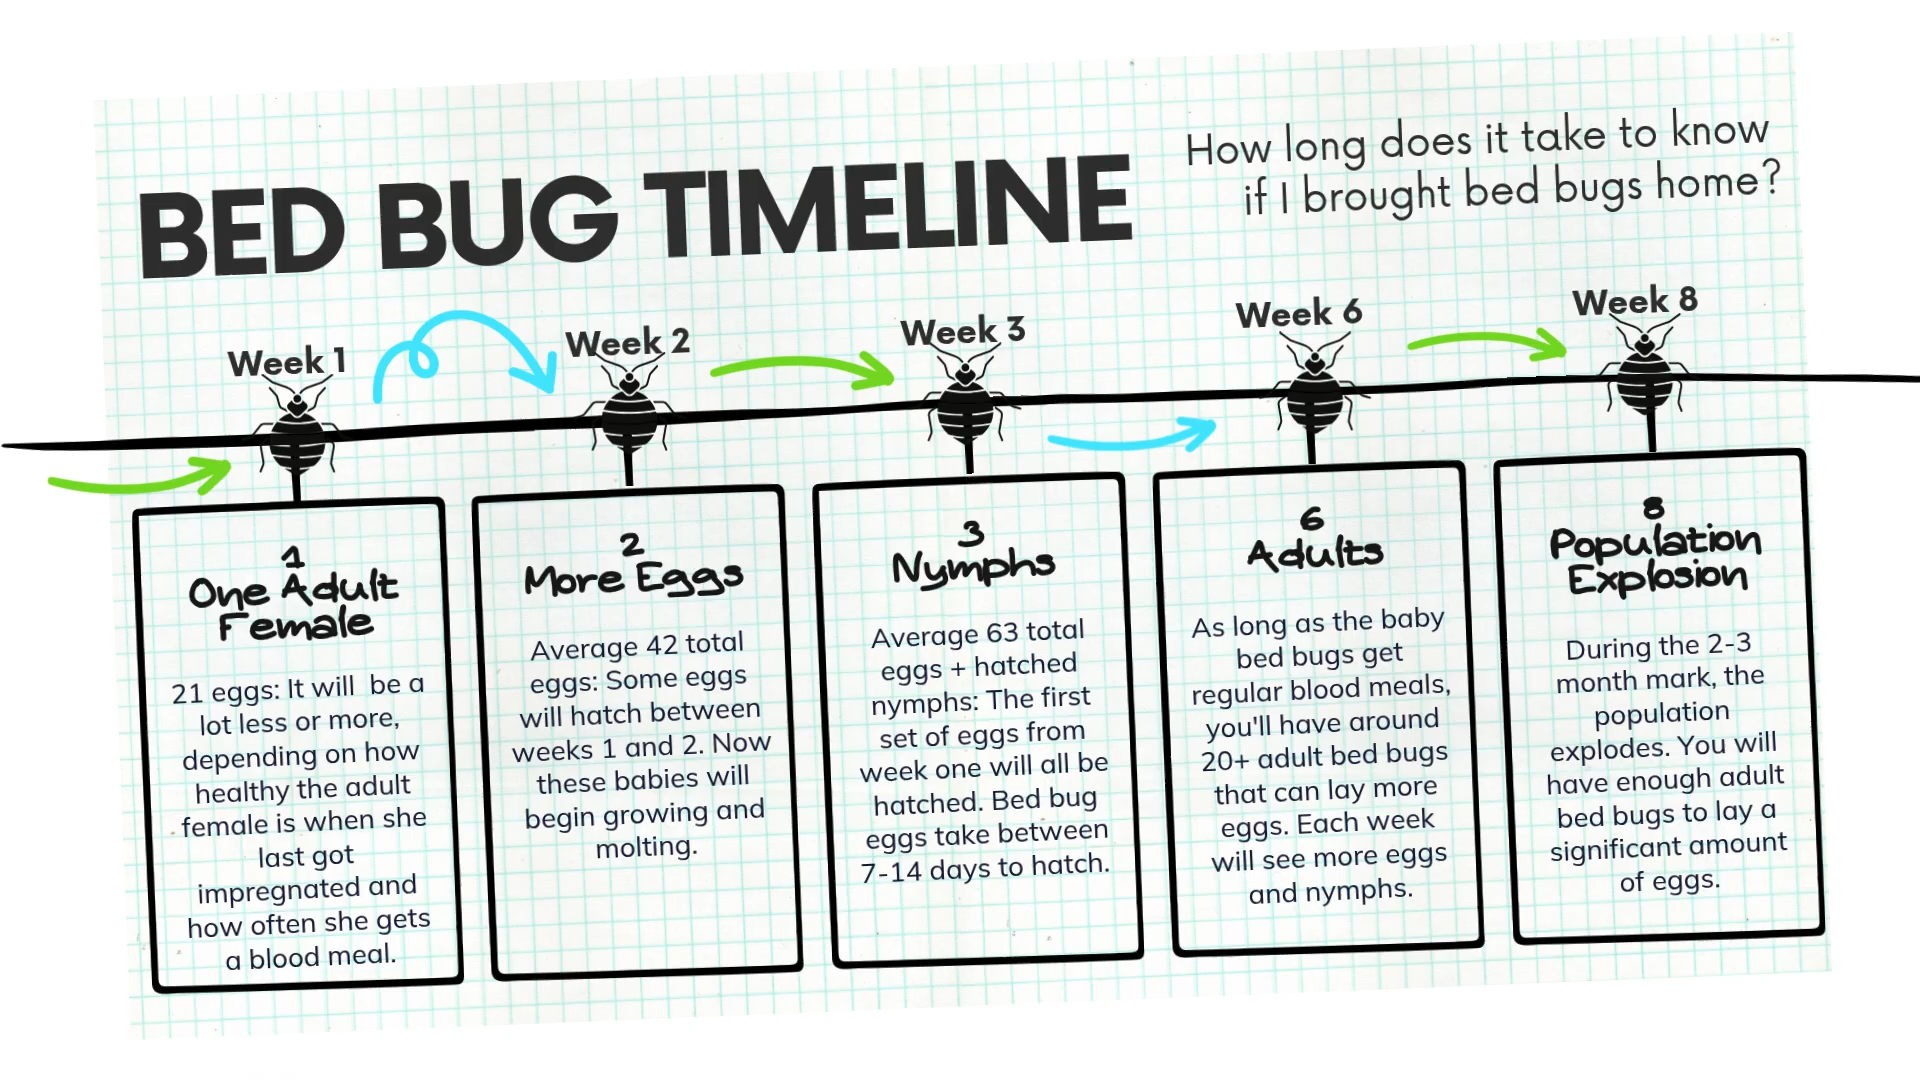 BED BUG TIMELINE
How long does it take to know
if I brought bed bugs home?
Week 1
Week 2
Week 3
Week 6
Week 8
1
One Adult
Female
21 eggs: It will be a
lot less or more,
depending on how
healthy the adult
female is when she
last got
impregnated and
how often she gets
a blood meal.
2
More Eggs
Average 42 total
eggs: Some eggs
will hatch between
weeks 1 and 2. Now
these babies will
begin growing and
molting.
3
Nymphs
Average 63 total
eggs + hatched
nymphs: The first
set of eggs from
week one will all be
hatched. Bed bug
eggs take between
7-14 days to hatch.
6
Adults
As long as the baby
bed bugs get
regular blood meals,
you'll have around
20+ adult bed bugs
that can lay more
eggs. Each week
will see more eggs
and nymphs.
8
Population
Explosion
During the 2-3
month mark, the
population
explodes. You will
have enough adult
bed bugs to lay a
significant amount
of eggs.